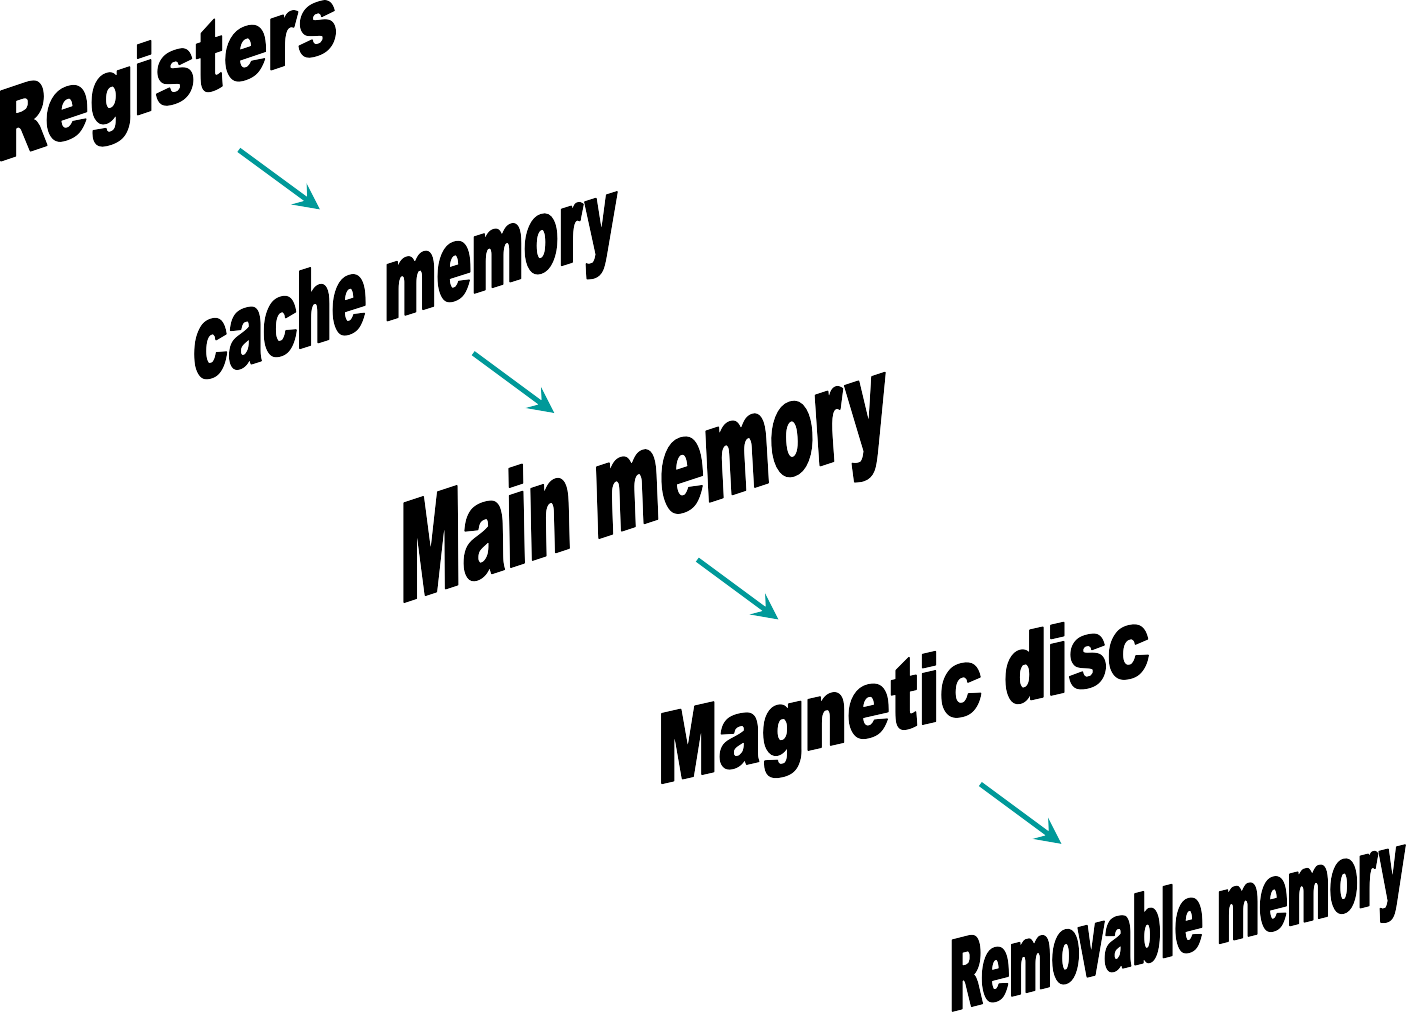 Registers
cache memory
Main memory
Magnetic disc
Removable memory